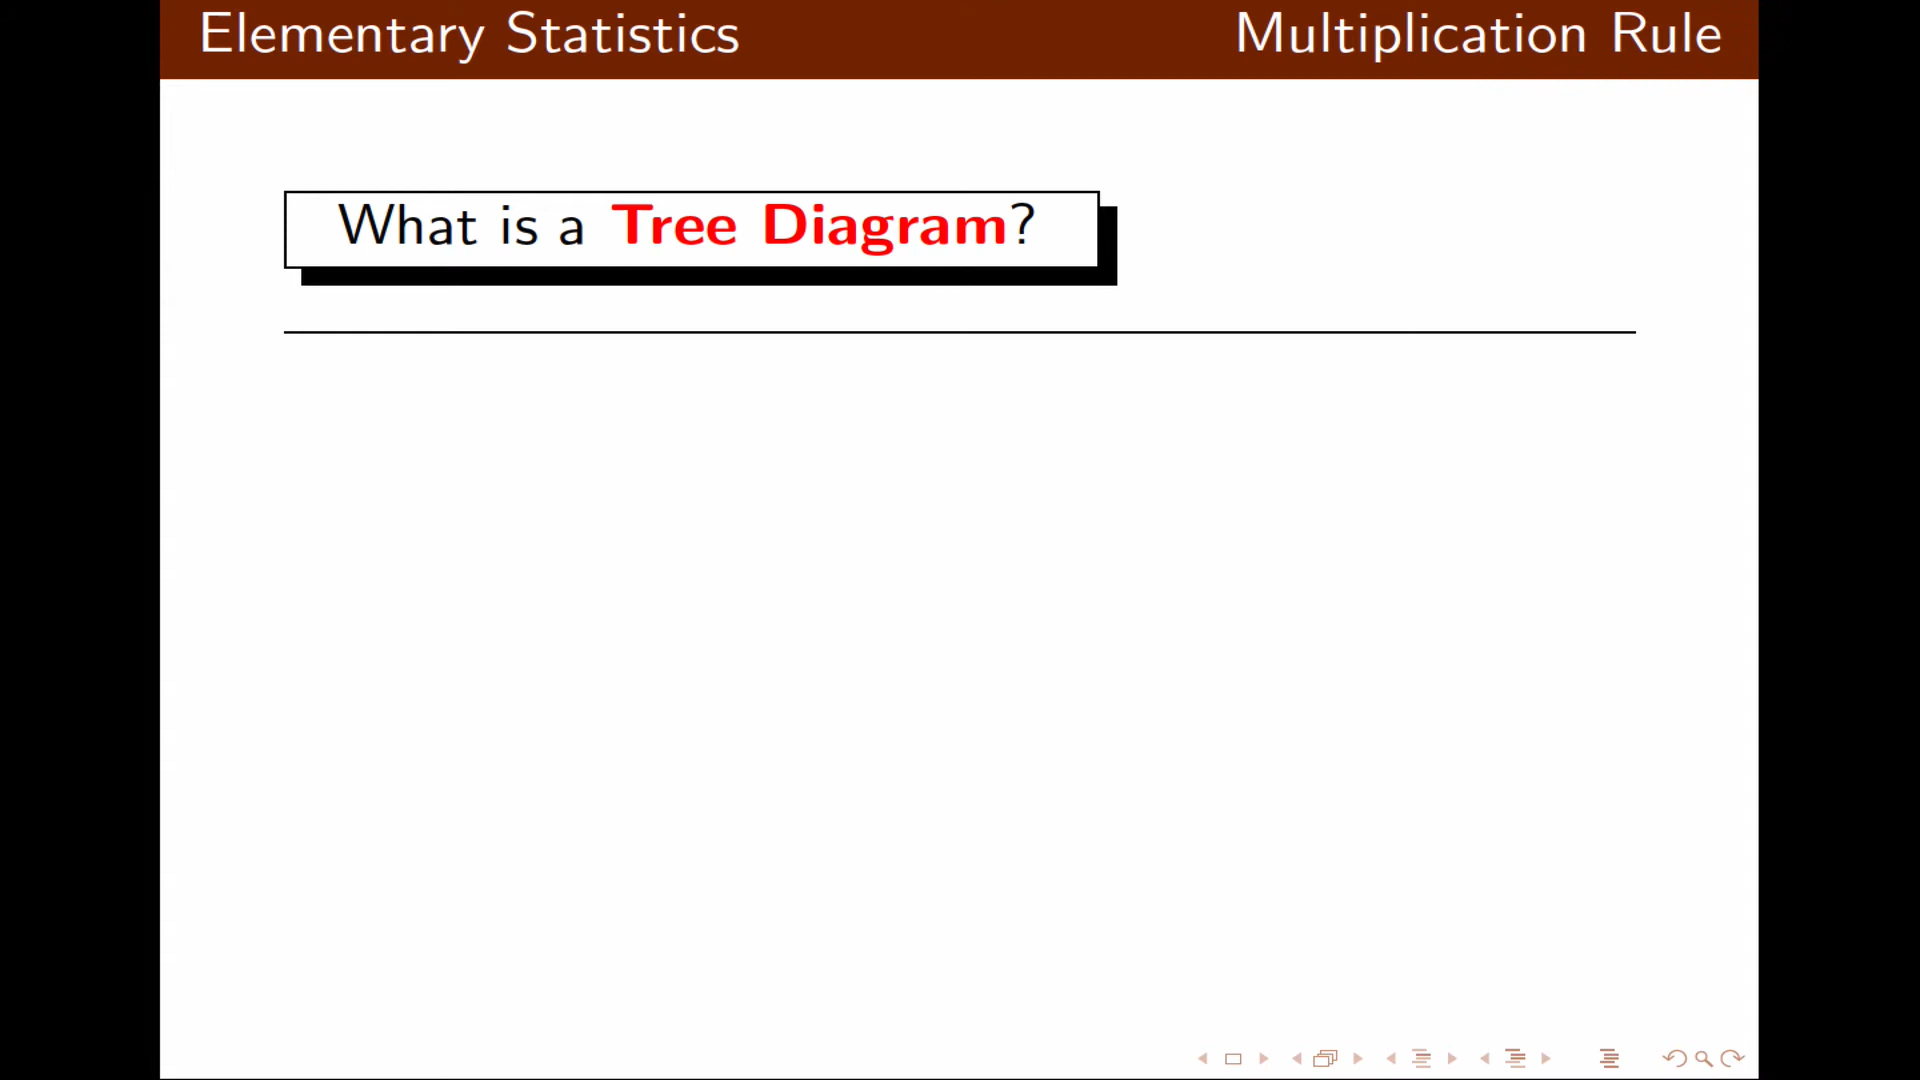 Elementary Statistics Multiplication Rule
What is a Tree Diagram?